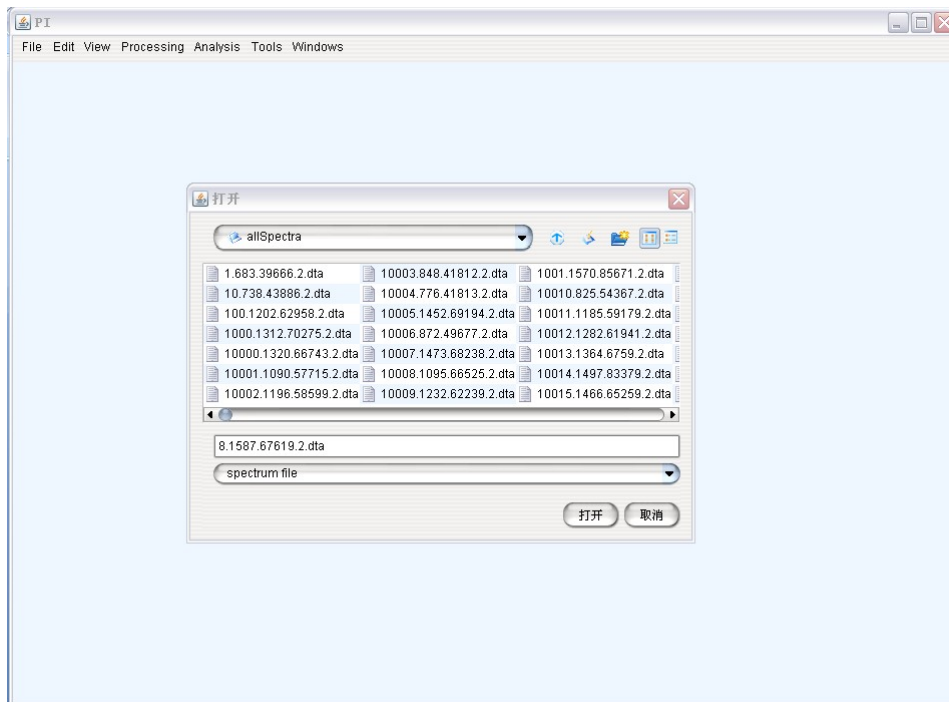 PI
File Edit View Processing Analysis Tools Windows
打开
allSpectra
1.683.39666.2.dta 10003.848.41812.2.dta 1001.1570.85671.2.dta
10.738.43886.2.dta 10004.776.41813.2.dta 10010.825.54367.2.dta
100.1202.62958.2.dta 10005.1452.69194.2.dta 10011.1185.59179.2.dta
1000.1312.70275.2.dta 10006.872.49677.2.dta 10012.1282.61941.2.dta
10000.1320.66743.2.dta 10007.1473.68238.2.dta 10013.1364.6759.2.dta
10001.1090.57715.2.dta 10008.1095.66525.2.dta 10014.1497.83379.2.dta
10002.1196.58599.2.dta 10009.1232.62239.2.dta 10015.1466.65259.2.dta
8.1587.67619.2.dta
spectrum file
打开 取消